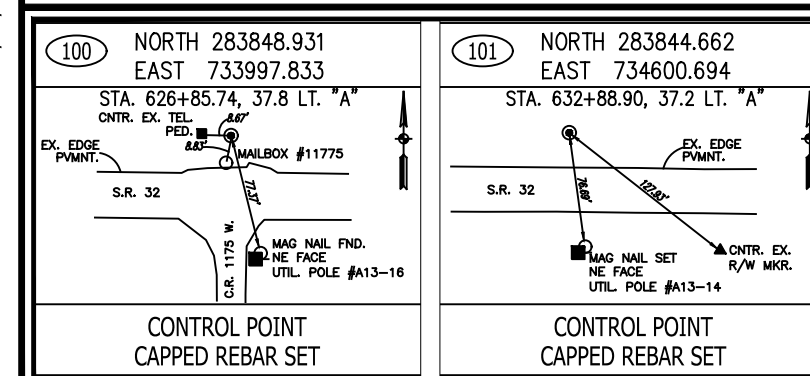 100
NORTH 283848.931
EAST 733997.833
STA. 626+85.74, 37.8 LT. "A"
CNTR. EX. TEL.
PED.
8.67'
8.83'
MAILBOX #11775
EX. EDGE
PVMNT.
77.37'
S.R. 32
C.R. 1175 W.
MAG NAIL FND.
NE FACE
UTIL. POLE #A13-16
CONTROL POINT
CAPPED REBAR SET
101
NORTH 283844.662
EAST 734600.694
STA. 632+88.90, 37.2 LT. "A"
EX. EDGE
PVMNT.
S.R. 32
76.69'
127.93'
MAG NAIL SET
NE FACE
UTIL. POLE #A13-14
CNTR. EX.
R/W MKR.
CONTROL POINT
CAPPED REBAR SET